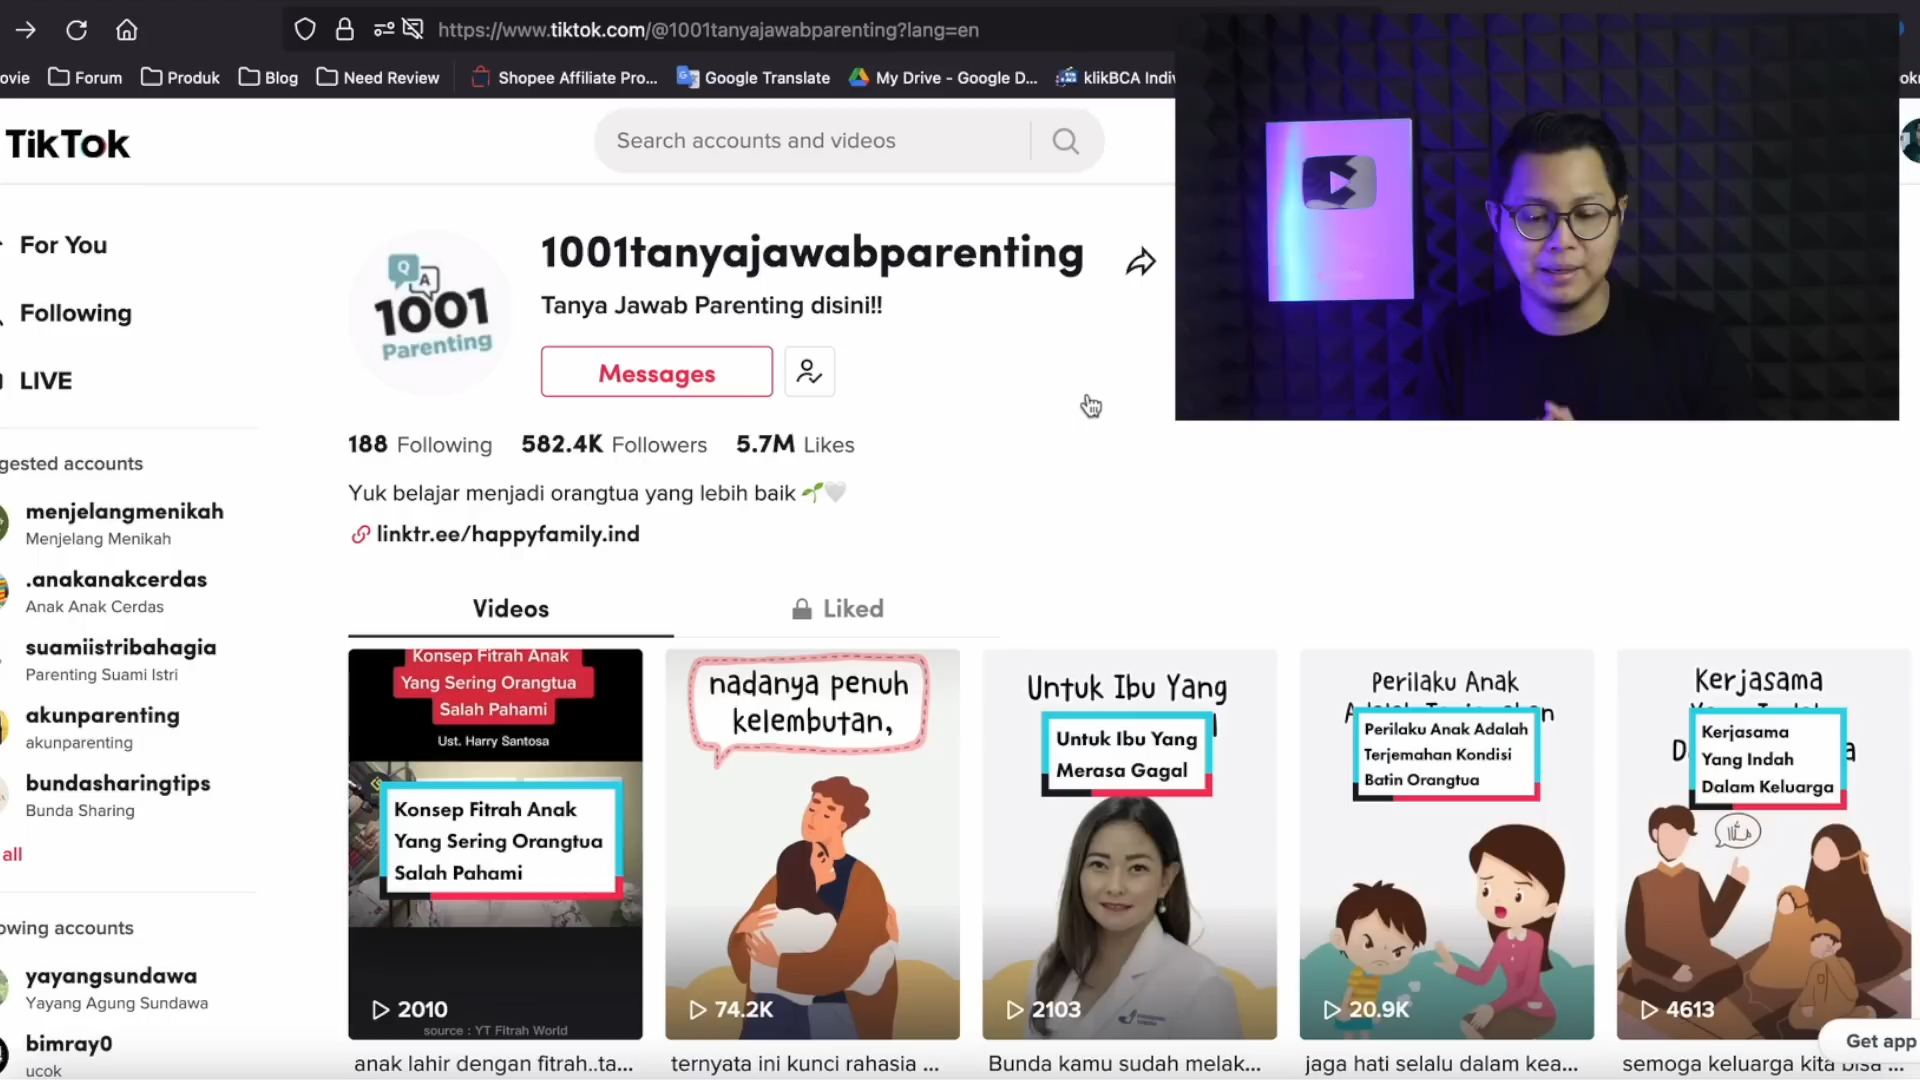 https://www.tiktok.com/@1001tanyajawabparenting?lang=en
ovie
Forum
Produk
Blog
Need Review
Shopee Affiliate Pro...
Google Translate
My Drive - Google D...
klikBCA Indiv
TikTok
Search accounts and videos
For You
Following
LIVE
gested accounts
menjelangmenikah
Menjelang Menikah
.anakanakcerdas
Anak Anak Cerdas
suamiistribahagia
Parenting Suami Istri
akunparenting
akunparenting
bundasharingtips
Bunda Sharing
all
owing accounts
yayangsundawa
Yayang Agung Sundawa
bimray0
ucok
Q
A
1001
Parenting
1001tanyajawabparenting
Tanya Jawab Parenting disini!!
Messages
188 Following 582.4K Followers 5.7M Likes
Yuk belajar menjadi orangtua yang lebih baik 🌱🤍
linktr.ee/happyfamily.ind
Videos
Liked
Konsep Fitrah Anak
Yang Sering Orangtua
Salah Pahami
Ust. Harry Santosa
Konsep Fitrah Anak
Yang Sering Orangtua
Salah Pahami
2010
source : YT Fitrah World
anak lahir dengan fitrah..ta...
nadanya penuh
kelembutan,
74.2K
ternyata ini kunci rahasia ...
Untuk Ibu Yang
Untuk Ibu Yang
Merasa Gagal
2103
Bunda kamu sudah melak...
Perilaku Anak
Perilaku Anak Adalah
Terjemahan Kondisi
Batin Orangtua
20.9K
jaga hati selalu dalam kea...
Kerjasama
Kerjasama
Yang Indah
Dalam Keluarga
4613
semoga keluarga kita bisa ...
Get app